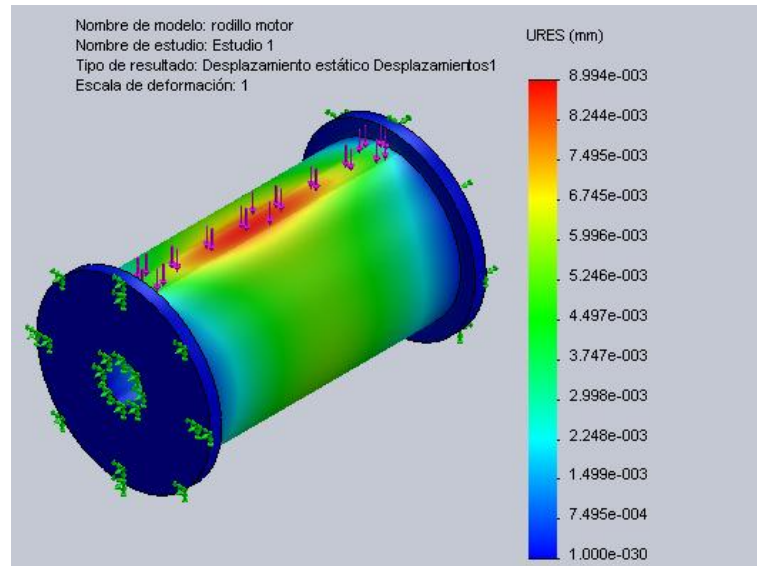 Nombre de modelo: rodillo motor
Nombre de estudio: Estudio 1
Tipo de resultado: Desplazamiento estático Desplazamientos1
Escala de deformación: 1
URES (mm)
8.994e-003
8.244e-003
7.495e-003
6.745e-003
5.996e-003
5.246e-003
4.497e-003
3.747e-003
2.998e-003
2.248e-003
1.499e-003
7.495e-004
1.000e-030